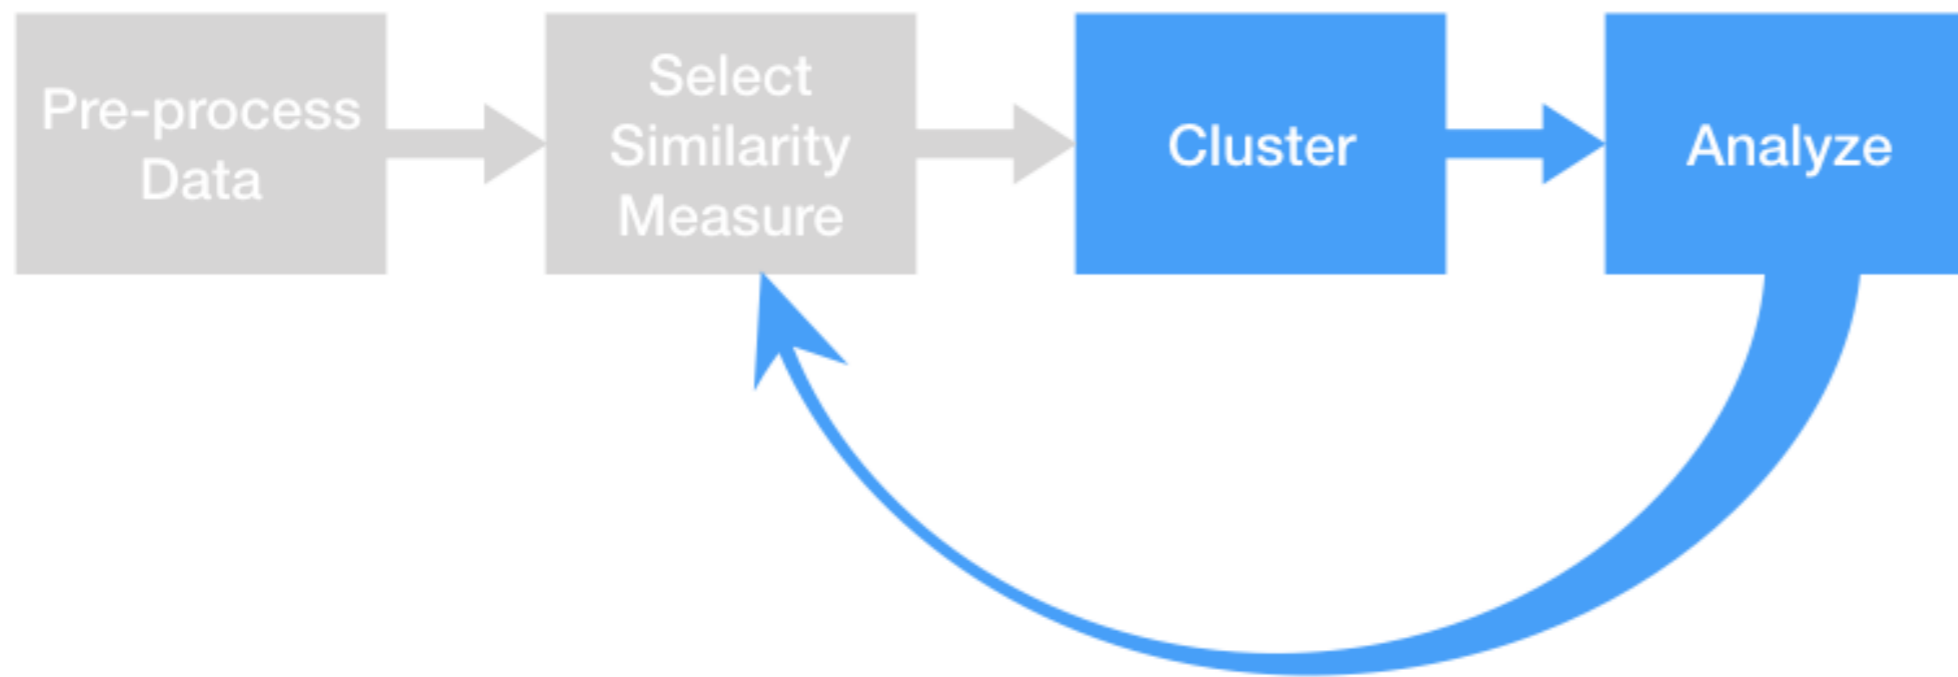 Pre-process
Data
Select
Similarity
Measure
Cluster
Analyze